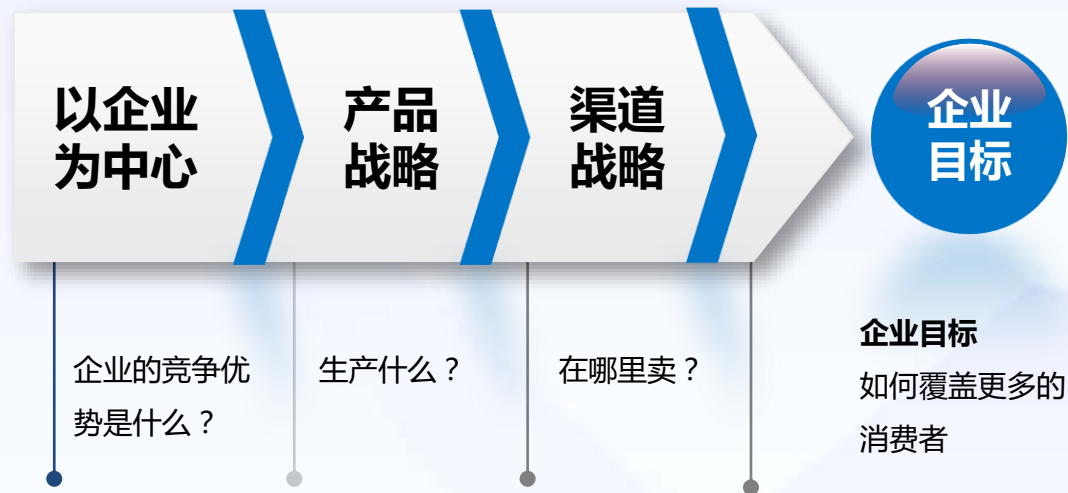 以企业
为中心
产品
战略
渠道
战略
企业
目标
企业的竞争优
势是什么？
生产什么？
在哪里卖？
企业目标
如何覆盖更多的
消费者